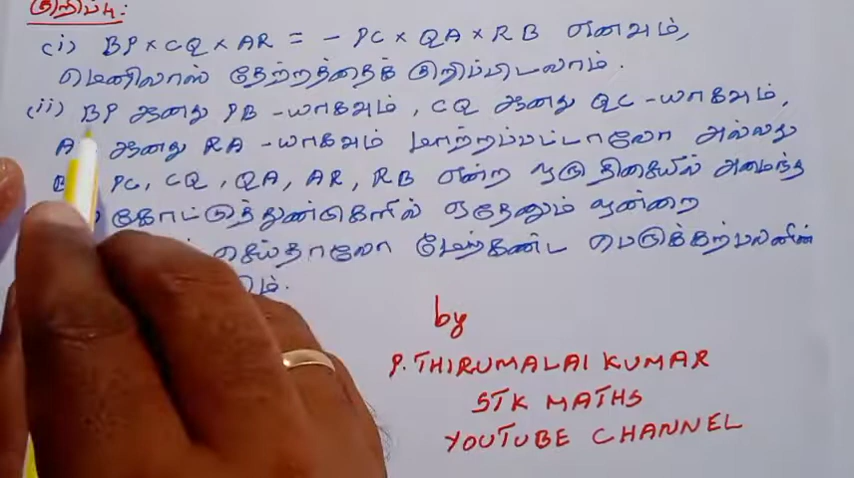 குறிப்பு:
(i) BP × CQ × AR = − PC × QA × RB எனவும்,
மெனிலாஸ் தேற்றத்தைக் குறிப்பிடலாம்.
(ii) BP ஆனது PB -யாகவும், CQ ஆனது QC -யாகவும்,
A ஆனது RA -யாகவும் மாற்றப்பட்டாலோ அல்லது
PC, CQ, QA, AR, RB என்ற ஒரு திசையில் அமைந்த
கோட்டுத்துண்டுகளில் ஏதேனும் ஒன்றை
செய்தாலோ மேற்கண்ட பெருக்கற்பலனின்
by
P. THIRUMALAI KUMAR
STK MATHS
YOUTUBE CHANNEL